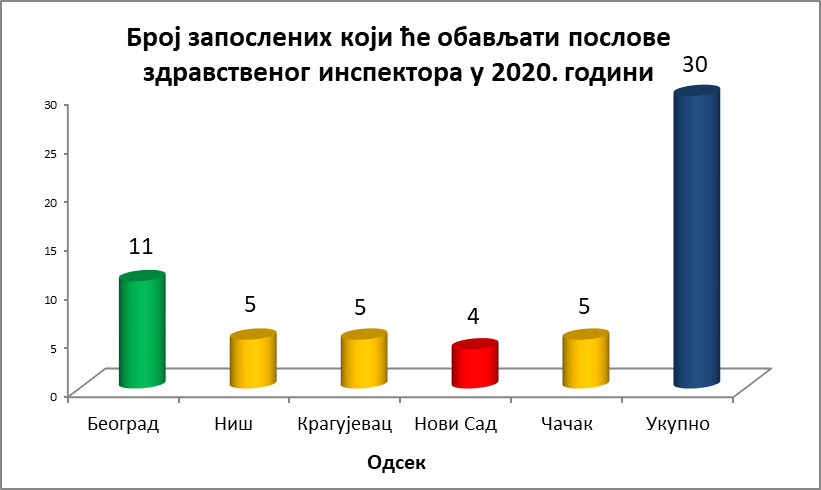 Број запослених који ће обављати послове
здравственог инспектора у 2020. години
30
25
20
15
10
5
0
11
5
5
4
5
30
Београд
Ниш
Крагујевац
Нови Сад
Чачак
Укупно
Одсек